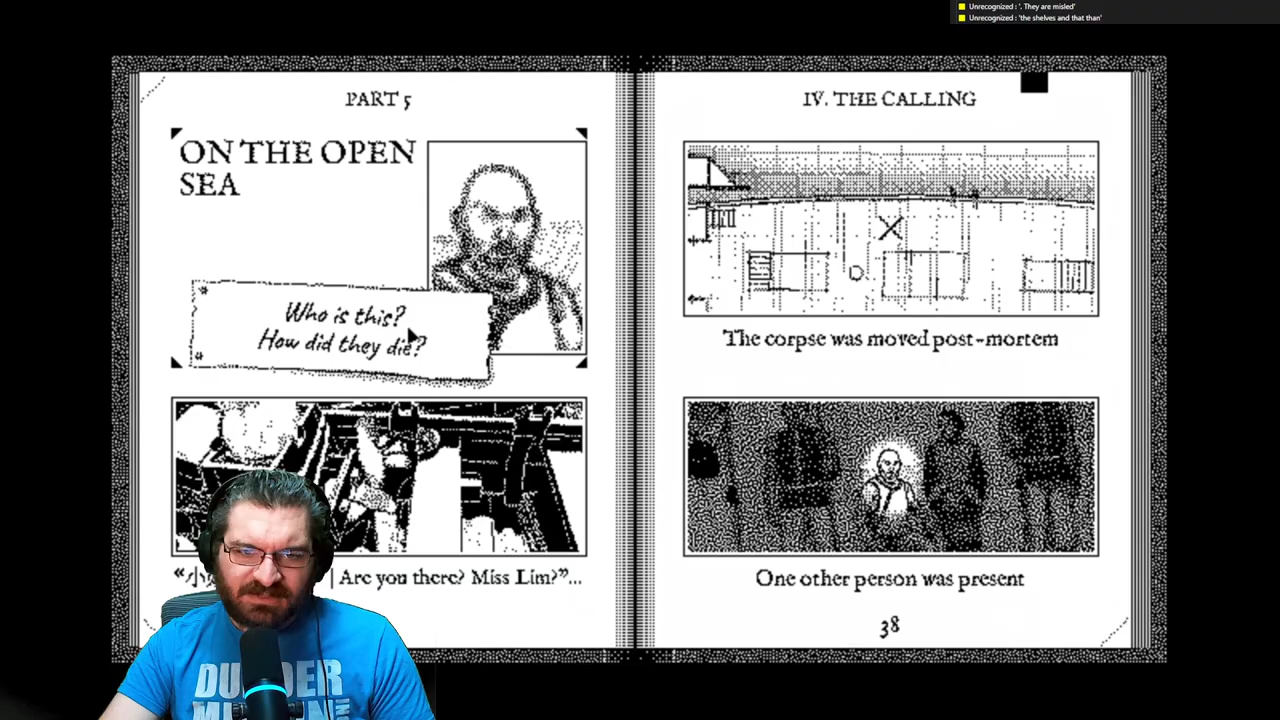 Unrecognized : '. They are misled'
Unrecognized : 'the shelves and that than'
PART 5
ON THE OPEN
SEA
Who is this?
How did they die?
Are you there? Miss Lim?”...
IV. THE CALLING
The corpse was moved post-mortem
One other person was present
38